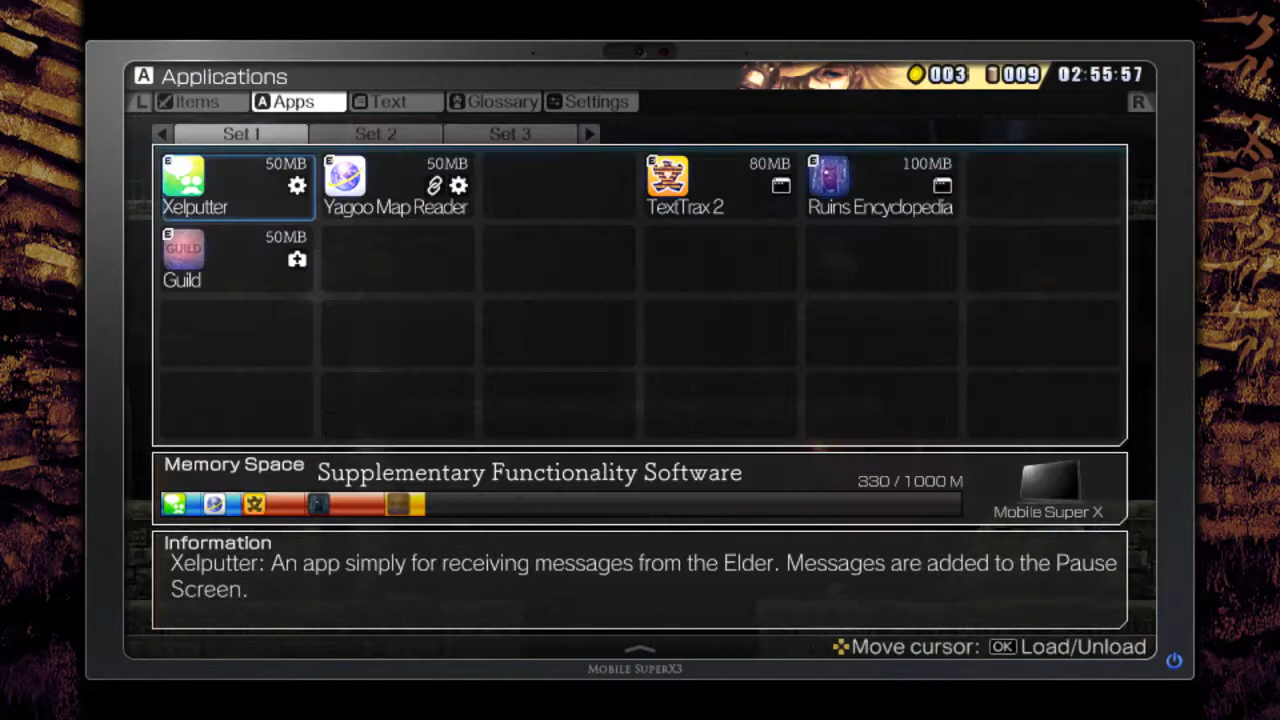 A Applications
003 009 02:55:57
L Items A Apps Text Glossary Settings R
Set 1 Set 2 Set 3
E 50MB E 50MB E 80MB E 100MB
Xelputter Yagoo Map Reader TextTrax 2 Ruins Encyclopedia
E 50MB
GUILD
Guild
Memory Space Supplementary Functionality Software
330 / 1000 M
Mobile Super X
Information
Xelputter: An app simply for receiving messages from the Elder. Messages are added to the Pause
Screen.
Move cursor: OK Load/Unload
MOBILE SUPERX3